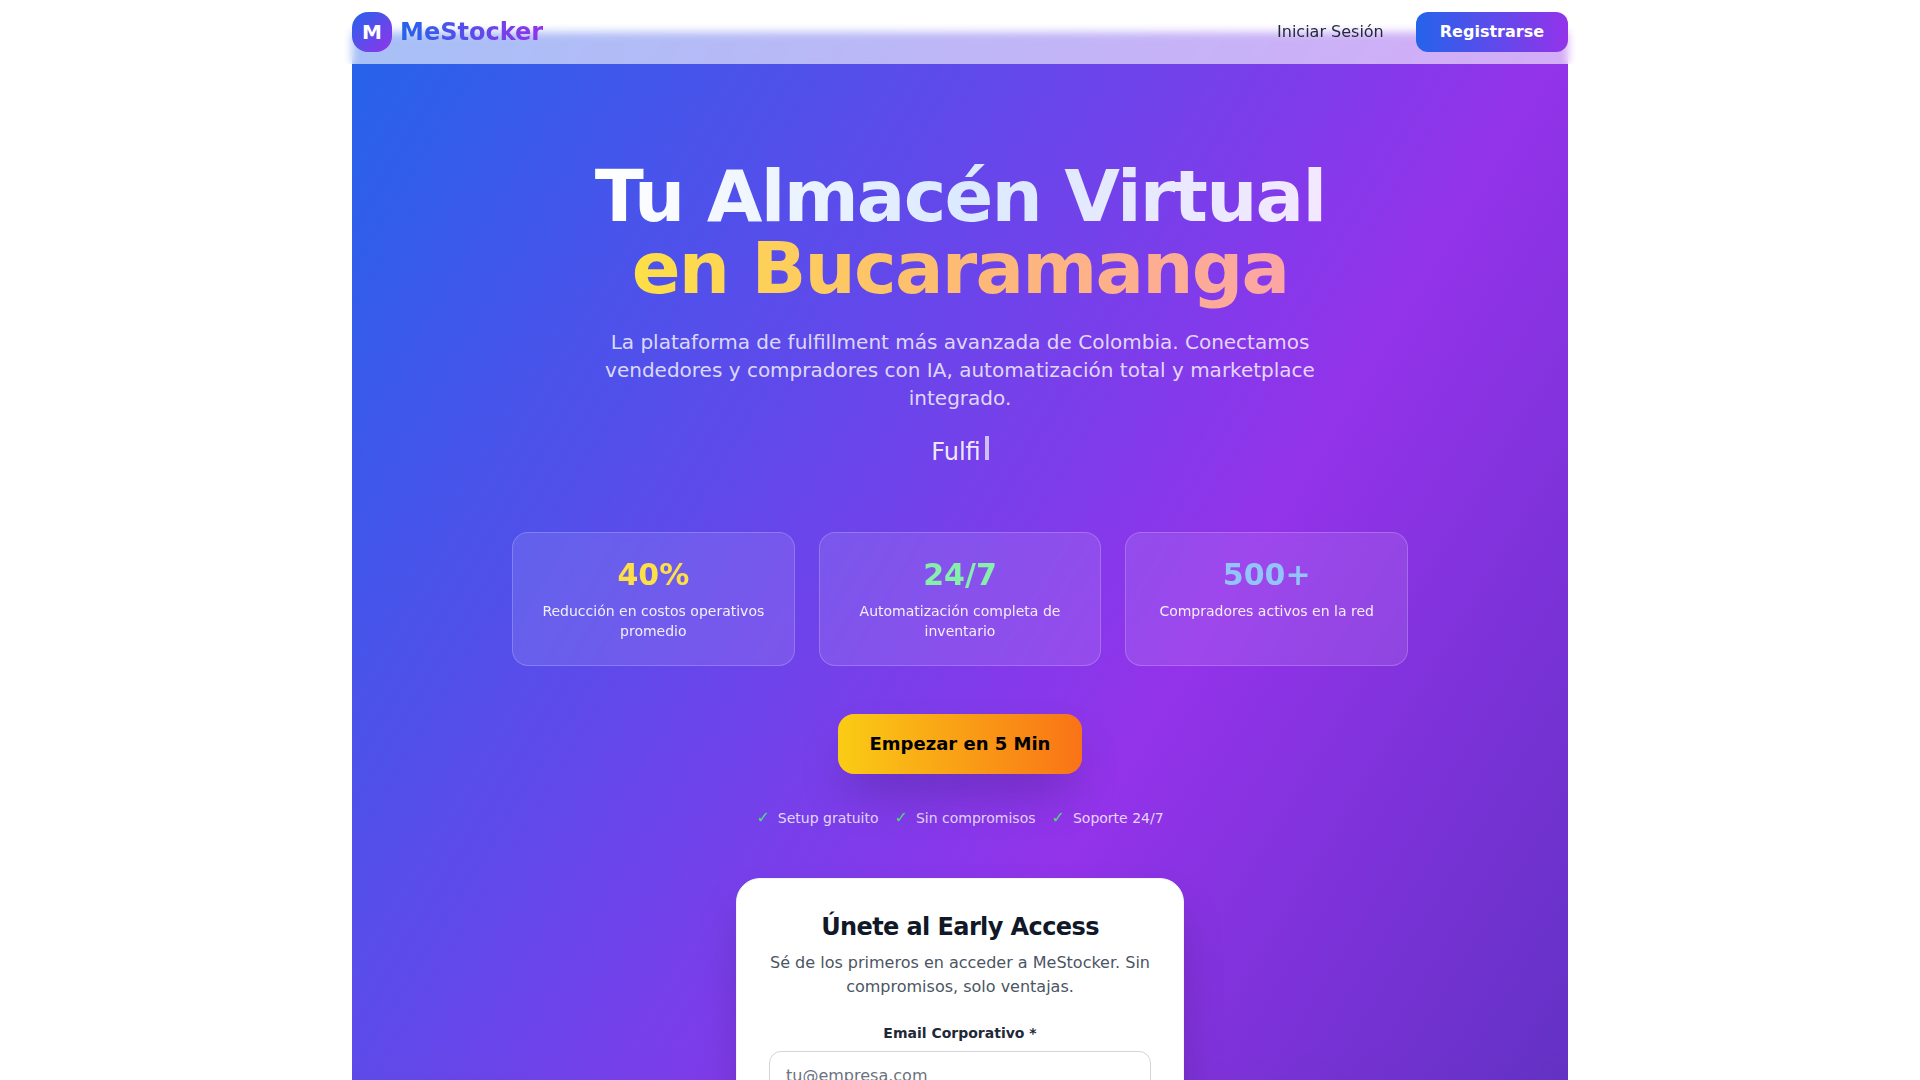 M MeStocker
Iniciar Sesión
Registrarse
Tu Almacén Virtual
en Bucaramanga
La plataforma de fulfillment más avanzada de Colombia. Conectamos
vendedores y compradores con IA, automatización total y marketplace
integrado.
Fulfi
40%
Reducción en costos operativos
promedio
24/7
Automatización completa de
inventario
500+
Compradores activos en la red
Empezar en 5 Min
✓ Setup gratuito ✓ Sin compromisos ✓ Soporte 24/7
Únete al Early Access
Sé de los primeros en acceder a MeStocker. Sin
compromisos, solo ventajas.
Email Corporativo *
tu@empresa.com